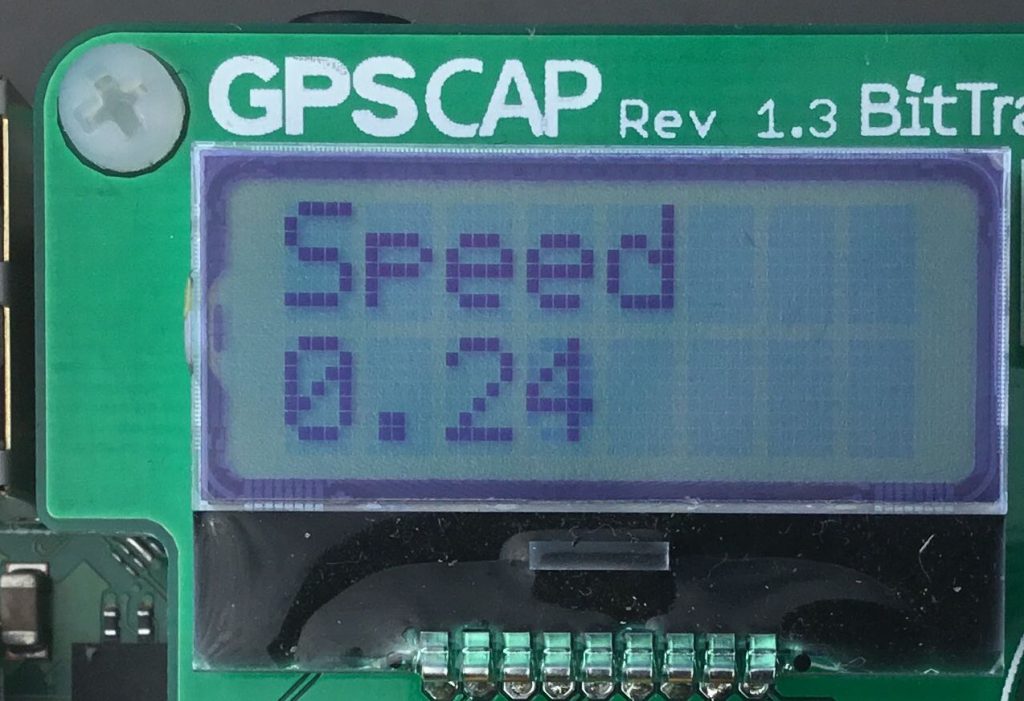 GPSCAP Rev 1.3
Speed
0.24